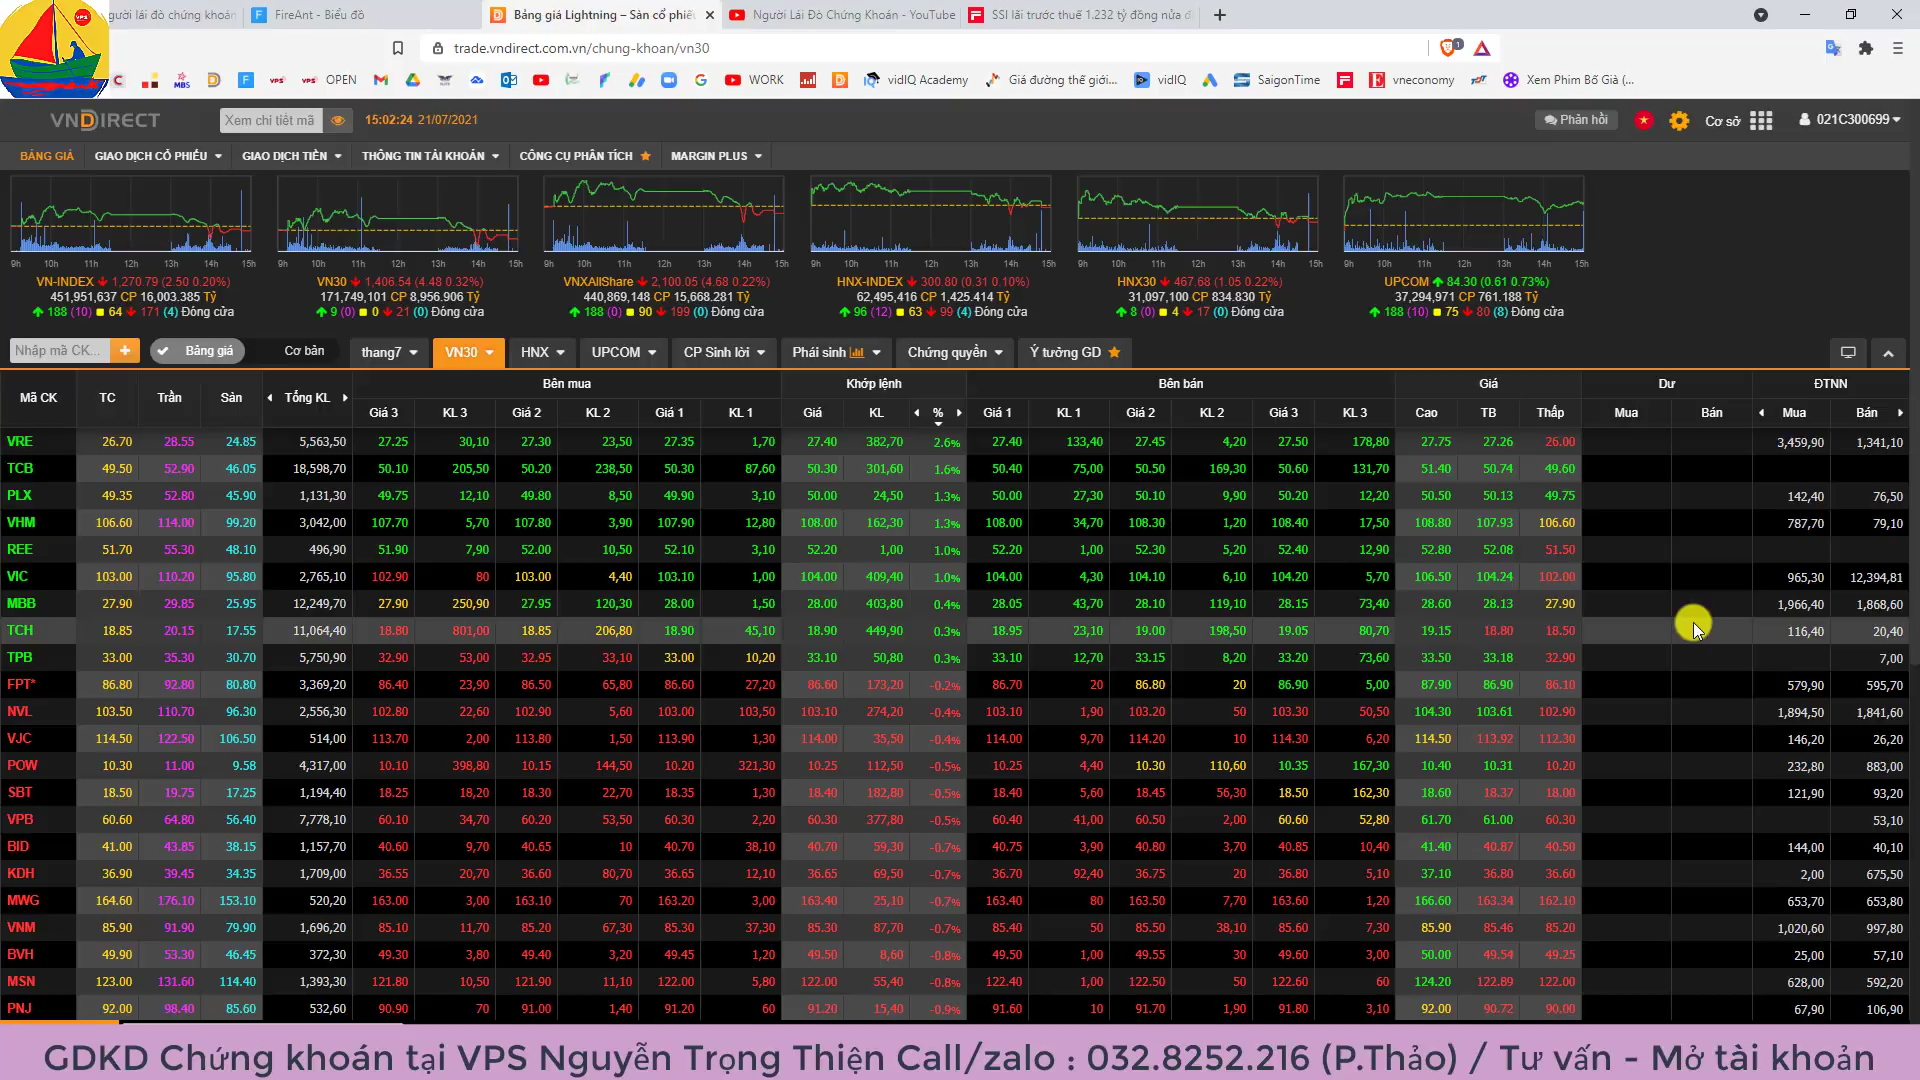 gười lái đò chứng khoán
FireAnt - Biểu đồ
Bảng giá Lightning – Sàn cổ phiế
Người Lái Đò Chứng Khoán - YouTube
SSI lãi trước thuế 1.232 tỷ đồng nửa đ
trade.vndirect.com.vn/chung-khoan/vn30
OPEN WORK vidIQ Academy Giá đường thế giới... vidIQ SaigonTime vneconomy Xem Phim Bố Già (...
VNDIRECT Xem chi tiết mã 15:02:24 21/07/2021 Phản hồi Cơ sở 021C300699
BẢNG GIÁ GIAO DỊCH CỔ PHIẾU GIAO DỊCH TIỀN THÔNG TIN TÀI KHOẢN CÔNG CỤ PHÂN TÍCH MARGIN PLUS
9h 10h 11h 12h 13h 14h 15h 9h 10h 11h 12h 13h 14h 15h 9h 10h 11h 12h 13h 14h 15h 9h 10h 11h 12h 13h 14h 15h 9h 10h 11h 12h 13h 14h 15h 9h 10h 11h 12h 13h 14h 15h
VN-INDEX 1,270.79 (2.50 0.20%) VN30 1,406.54 (4.48 0.32%) VNXAllShare 2,100.05 (4.68 0.22%) HNX-INDEX 300.80 (0.31 0.10%) HNX30 467.68 (1.05 0.22%) UPCOM 84.30 (0.61 0.73%)
451,951,637 CP 16,003.385 Tỷ 171,749,101 CP 8,956.906 Tỷ 440,869,148 CP 15,668.281 Tỷ 62,495,416 CP 1,425.414 Tỷ 31,097,100 CP 834.830 Tỷ 37,294,971 CP 761.188 Tỷ
188 (10) 64 171 (4) Đóng cửa 9 (0) 0 21 (0) Đóng cửa 188 (0) 90 199 (0) Đóng cửa 96 (12) 63 99 (4) Đóng cửa 8 (0) 4 17 (0) Đóng cửa 188 (10) 75 80 (8) Đóng cửa
Nhập mã CK... + Bảng giá Cơ bản thang7 VN30 HNX UPCOM CP Sinh lời Phái sinh Chứng quyền Ý tưởng GD
Mã CK TC Trần Sàn Tổng KL Bên mua Khớp lệnh Bên bán Giá Dư ĐTNN
Giá 3 KL 3 Giá 2 KL 2 Giá 1 KL 1 Giá KL % Giá 1 KL 1 Giá 2 KL 2 Giá 3 KL 3 Cao TB Thấp Mua Bán Mua Bán
VRE 26.70 28.55 24.85 5,563,50 27.25 30,10 27.30 23,50 27.35 1,70 27.40 382,70 2.6% 27.40 133,40 27.45 4,20 27.50 178,80 27.75 27.26 26.00 3,459,90 1,341,10
TCB 49.50 52.90 46.05 18,598,70 50.10 205,50 50.20 238,50 50.30 87,60 50.30 301,60 1.6% 50.40 75,00 50.50 169,30 50.60 131,70 51.40 50.74 49.60
PLX 49.35 52.80 45.90 1,131,30 49.75 12,10 49.80 8,50 49.90 3,10 50.00 24,50 1.3% 50.00 27,30 50.10 9,90 50.20 12,20 50.50 50.13 49.75 142,40 76,50
VHM 106.60 114.00 99.20 3,042,00 107.70 5,70 107.80 3,90 107.90 12,80 108.00 162,30 1.3% 108.00 34,70 108.30 1,20 108.40 17,50 108.80 107.93 106.60 787,70 79,10
REE 51.70 55.30 48.10 496,90 51.90 7,90 52.00 10,50 52.10 3,10 52.20 1,00 1.0% 52.20 1,00 52.30 5,20 52.40 12,90 52.80 52.08 51.50
VIC 103.00 110.20 95.80 2,765,10 102.90 80 103.00 4,40 103.10 1,00 104.00 409,40 1.0% 104.00 4,30 104.10 6,10 104.20 5,70 106.50 104.24 102.00 965,30 12,394,81
MBB 27.90 29.85 25.95 12,249,70 27.90 250,90 27.95 120,30 28.00 1,50 28.00 403,80 0.4% 28.05 43,70 28.10 119,10 28.15 73,40 28.60 28.13 27.90 1,966,40 1,868,60
TCH 18.85 20.15 17.55 11,064,40 18.80 801,00 18.85 206,80 18.90 45,10 18.90 449,90 0.3% 18.95 23,10 19.00 198,50 19.05 80,70 19.15 18.80 18.50 116,40 20,40
TPB 33.00 35.30 30.70 5,750,90 32.90 53,00 32.95 33,10 33.00 10,20 33.10 50,80 0.3% 33.10 12,70 33.15 8,20 33.20 73,60 33.50 33.18 32.90 7,00
FPT* 86.80 92.80 80.80 3,369,20 86.40 23,90 86.50 65,80 86.60 27,20 86.60 173,20 -0.2% 86.70 20 86.80 20 86.90 5,00 87.90 86.90 86.10 579,90 595,70
NVL 103.50 110.70 96.30 2,556,30 102.80 22,60 102.90 5,60 103.00 103,50 103.10 274,20 -0.4% 103.10 1,90 103.20 50 103.30 50,50 104.30 103.61 102.90 1,894,50 1,841,60
VJC 114.50 122.50 106.50 514,00 113.70 2,00 113.80 1,50 113.90 1,30 114.00 35,50 -0.4% 114.00 9,70 114.20 10 114.30 6,20 114.50 113.92 112.30 146,20 26,20
POW 10.30 11.00 9.58 4,317,00 10.10 398,80 10.15 144,50 10.20 321,30 10.25 112,50 -0.5% 10.25 4,40 10.30 110,60 10.35 167,30 10.40 10.31 10.20 232,80 883,00
SBT 18.50 19.75 17.25 1,194,40 18.25 18,20 18.30 22,70 18.35 1,30 18.40 182,80 -0.5% 18.40 5,60 18.45 56,30 18.50 162,30 18.60 18.37 18.00 121,90 93,20
VPB 60.60 64.80 56.40 7,778,10 60.10 34,70 60.20 53,50 60.30 2,20 60.30 377,80 -0.5% 60.40 41,00 60.50 2,00 60.60 52,80 61.70 61.00 60.30 53,10
BID 41.00 43.85 38.15 1,157,70 40.60 9,70 40.65 10 40.70 38,10 40.70 59,30 -0.7% 40.75 3,90 40.80 3,70 40.85 10,40 41.40 40.87 40.50 144,00 40,10
KDH 36.90 39.45 34.35 1,709,00 36.55 20,70 36.60 80,70 36.65 12,10 36.65 69,50 -0.7% 36.70 92,40 36.75 20 36.80 5,10 37.10 36.80 36.60 2,00 675,50
MWG 164.60 176.10 153.10 520,20 163.00 3,00 163.10 70 163.20 3,00 163.40 25,10 -0.7% 163.40 80 163.50 7,70 163.60 1,20 166.60 163.34 162.10 653,70 653,80
VNM 85.90 91.90 79.90 1,696,20 85.10 11,70 85.20 67,30 85.30 37,30 85.30 87,70 -0.7% 85.40 50 85.50 38,10 85.60 7,30 85.90 85.46 85.20 1,020,60 997,80
BVH 49.90 53.30 46.45 372,30 49.30 3,80 49.40 3,20 49.45 1,20 49.50 8,60 -0.8% 49.50 1,00 49.55 30 49.60 30 50.00 49.54 49.25 25,00 57,10
MSN 123.00 131.60 114.40 1,393,30 121.80 10,50 121.90 11,10 122.00 5,80 122.00 55,40 -0.8% 122.40 1,00 122.50 50 122.60 60 124.20 122.89 122.00 628,00 592,20
PNJ 92.00 98.40 85.60 532,60 90.90 70 91.00 1,40 91.20 60 91.20 15,40 -0.9% 91.60 10 91.70 1,90 91.80 3,10 92.00 90.72 90.00 67,90 106,90
GDKD Chứng khoán tại VPS Nguyễn Trọng Thiện Call/zalo : 032.8252.216 (P.Thảo) / Tư vấn - Mở tài khoản